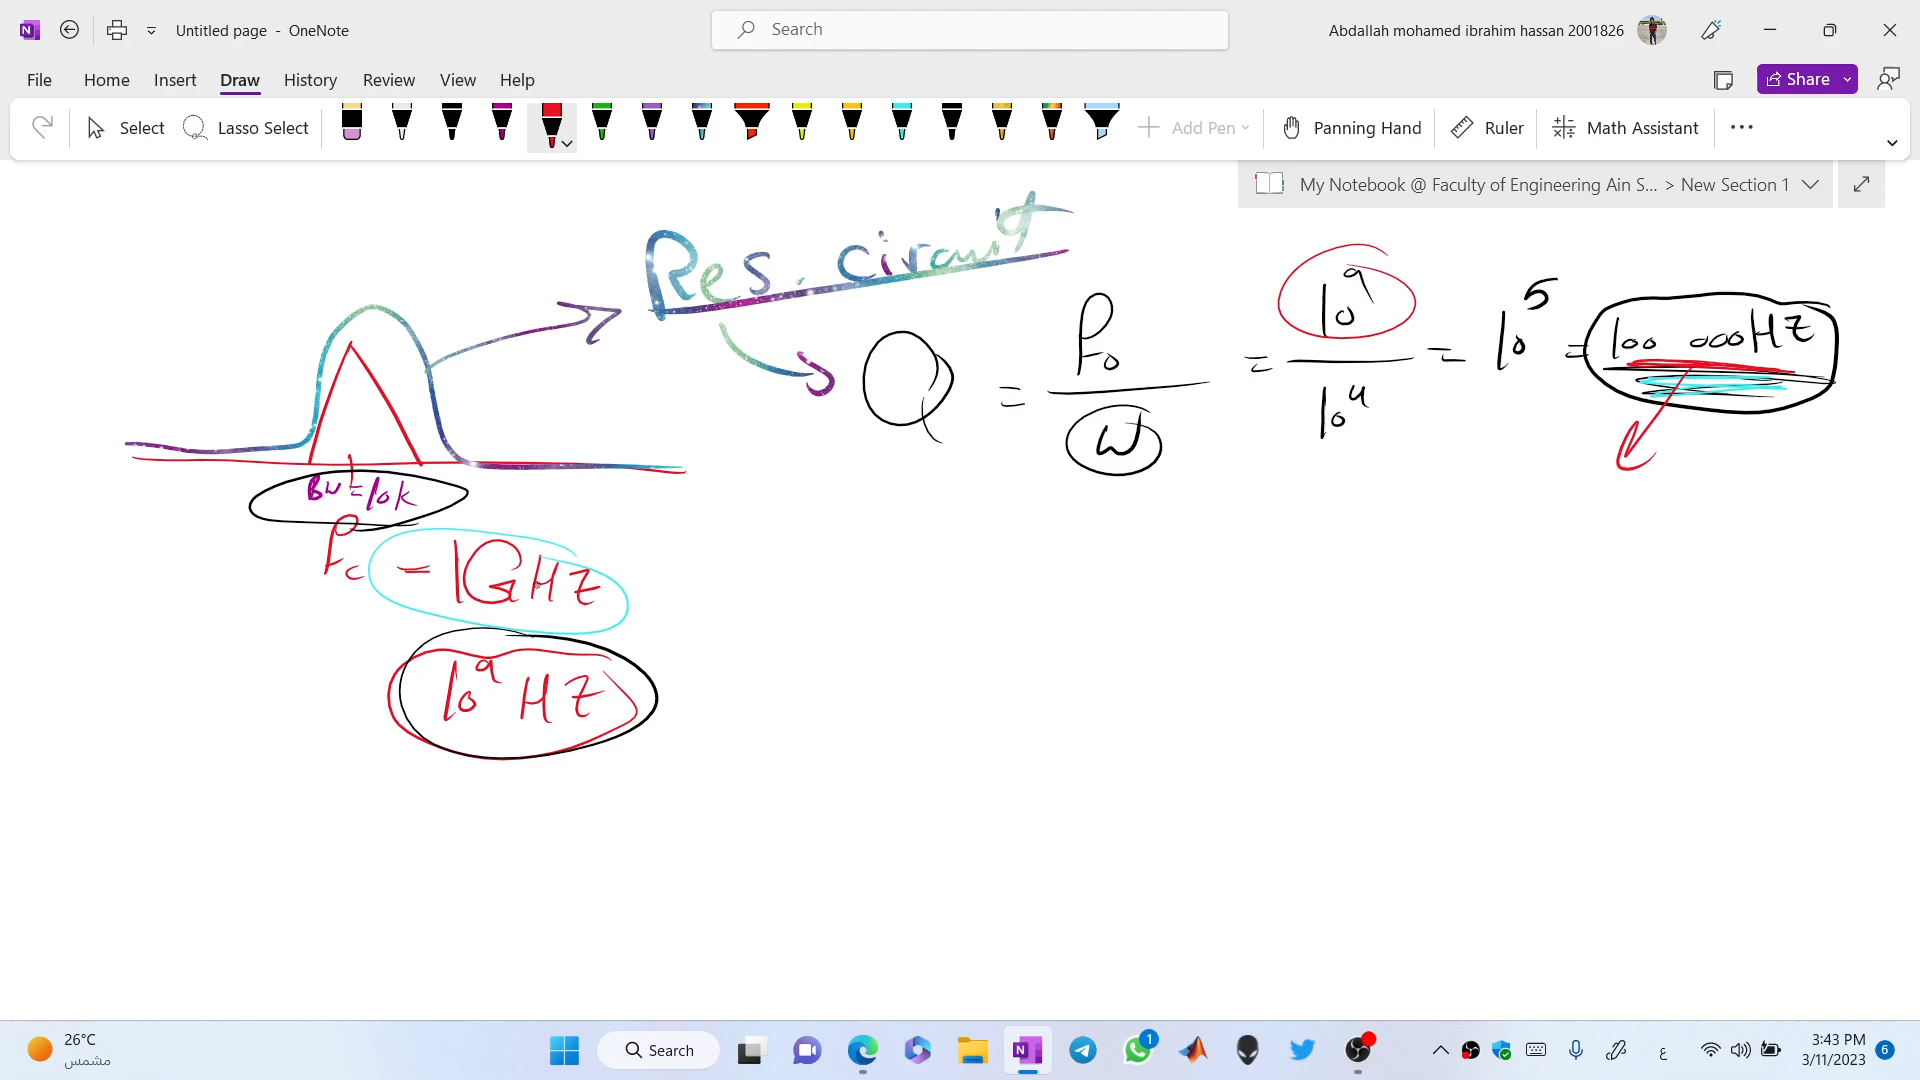 Untitled page - OneNote
Search
Abdallah mohamed ibrahim hassan 2001826
File Home Insert Draw History Review View Help
Share
Select
Lasso Select
Add Pen
Panning Hand
Ruler
Math Assistant
My Notebook @ Faculty of Engineering Ain S... > New Section 1
Res. circuit
Q = Fo / W = 10^9 / 10^4 = 10^5 = 100 000HZ
BW=10K
Fc = 1GHZ
10^9 HZ
26°C
مشمس
Search
1
ع
3:43 PM
3/11/2023
6